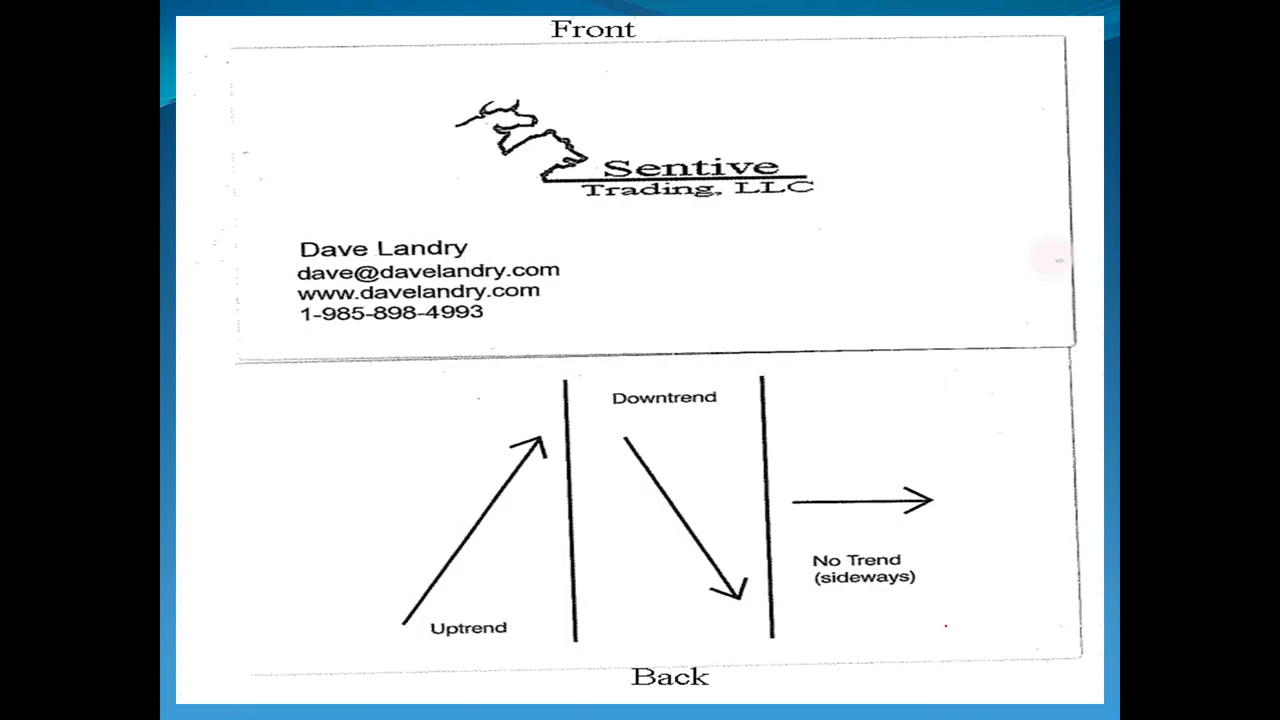 Front
Sentive
Trading, LLC
Dave Landry
dave@davelandry.com
www.davelandry.com
1-985-898-4993
Downtrend
No Trend
(sideways)
Uptrend
Back